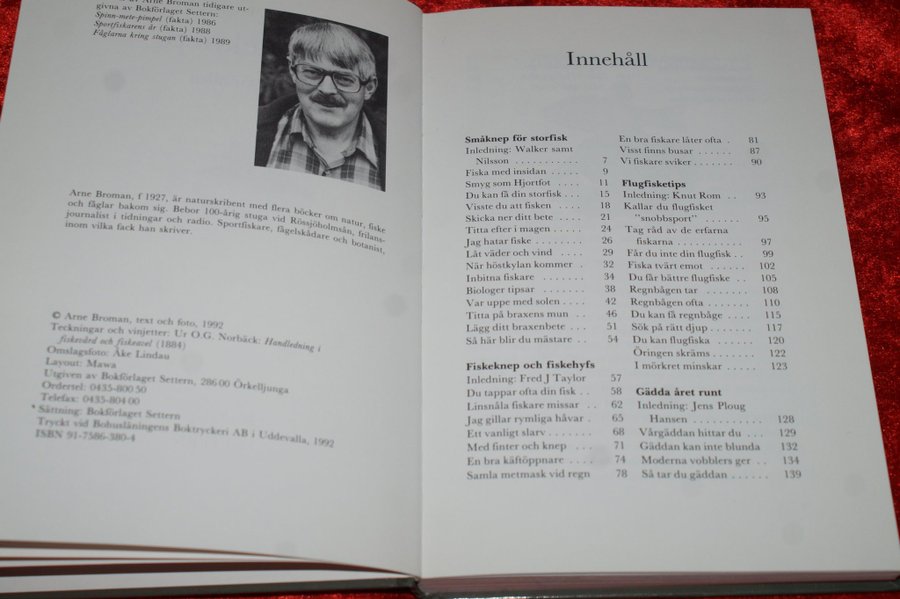 av Arne Broman tidigare ut-
givna av Bokförlaget Settern:
Spinn-mete-pimpel (fakta) 1986
Sportfiskarens år (fakta) 1988
Fåglarna kring stugan (fakta) 1989
Arne Broman, f 1927, är naturskribent med flera böcker om natur, fiske
och fåglar bakom sig. Bebor 100-årig stuga vid Rössjöholmsån, frilans-
journalist i tidningar och radio. Sportfiskare, fågelskådare och botanist,
inom vilka fack han skriver.
© Arne Broman, text och foto, 1992
Teckningar och vinjetter: Ur O.G. Norbäck: Handledning i
fiskevård och fiskeavel (1884)
Omslagsfoto: Åke Lindau
Layout: Mawa
Utgiven av Bokförlaget Settern, 286 00 Örkelljunga
Ordertel: 0435-800 50
Telefax: 0435-804 00
Sättning: Bokförlaget Settern
Tryckt vid Bohusläningens Boktryckeri AB i Uddevalla, 1992
ISBN 91-7586-380-4
Innehåll
Småknep för storfisk
Inledning: Walker samt
Nilsson . . . . . . . . . . . 7
Fiska med insidan . . . . . 9
Smyg som Hjortfot . . . . 11
Du kan få din storfisk . . . 15
Visste du att fisken . . . . 18
Skicka ner ditt bete . . . . 21
Titta efter i magen . . . . . 24
Jag hatar fiske . . . . . . . . 26
Låt väder och vind . . . . 29
När höstkylan kommer . 32
Inbitna fiskare . . . . . . . 34
Biologer tipsar . . . . . . . 38
Var uppe med solen . . . . 42
Titta på braxens mun . . 46
Lägg ditt braxenbete . . . 51
Så här blir du mästare . . 54
Fiskeknep och fiskehyfs
Inledning: Fred J Taylor 57
Du tappar ofta din fisk . . 58
Linsnåla fiskare missar . . 62
Jag gillar rymliga håvar . 65
Ett vanligt slarv . . . . . . . 68
Med finter och knep . . . 71
En bra käftöppnare . . . . 74
Samla metmask vid regn 78
En bra fiskare låter ofta . 81
Visst finns busar . . . . . . 87
Vi fiskare sviker . . . . . . . 90
Flugfisketips
Inledning: Knut Rom . . 93
Kallar du flugfisket
"snobbsport" . . . . . . . 95
Tag råd av de erfarna
fiskarna . . . . . . . . . . . 97
Får du inte din flugfisk . . 99
Fiska tvärt emot . . . . . . 102
Du får bättre flugfiske . . 105
Regnbågen tar . . . . . . . . 108
Regnbågen ofta . . . . . . . 110
Du kan få regnbåge . . . 115
Sök på rätt djup . . . . . . 117
Du kan flugfiska . . . . . . 120
Öringen skräms . . . . . . . 122
I mörkret minskar . . . . . 123
Gädda året runt
Inledning: Jens Ploug
Hansen . . . . . . . . . . . 128
Vårgäddan hittar du . . . 129
Gäddan kan inte blunda 132
Moderna vobblers ger . . 134
Så tar du gäddan . . . . . . 139